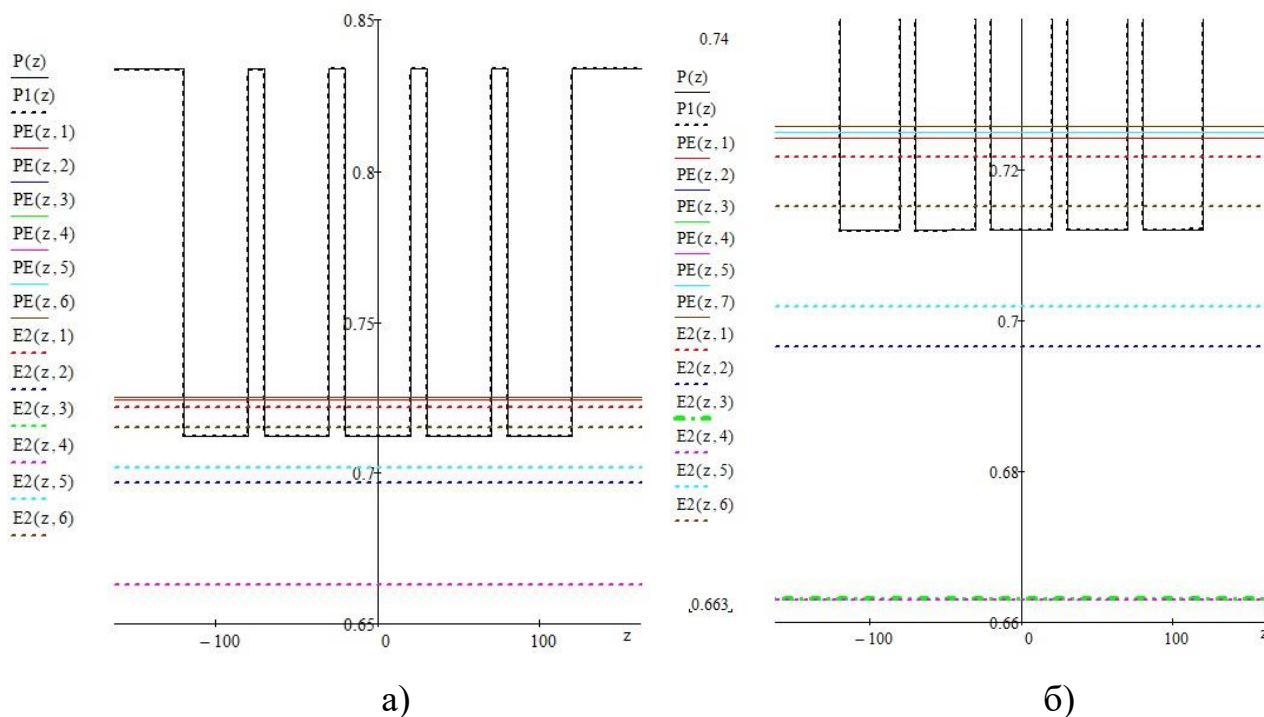 P(z)
P1(z)
PE(z,1)
PE(z,2)
PE(z,3)
PE(z,4)
PE(z,5)
PE(z,6)
E2(z,1)
E2(z,2)
E2(z,3)
E2(z,4)
E2(z,5)
E2(z,6)
0.85
0.8
0.75
0.7
0.65
−100
0
100
z
а)
0.74
P(z)
P1(z)
PE(z,1)
PE(z,2)
PE(z,3)
PE(z,4)
PE(z,5)
PE(z,7)
E2(z,1)
E2(z,2)
E2(z,3)
E2(z,4)
E2(z,5)
E2(z,6)
0.663
0.72
0.7
0.68
0.66
−100
0
100
z
б)